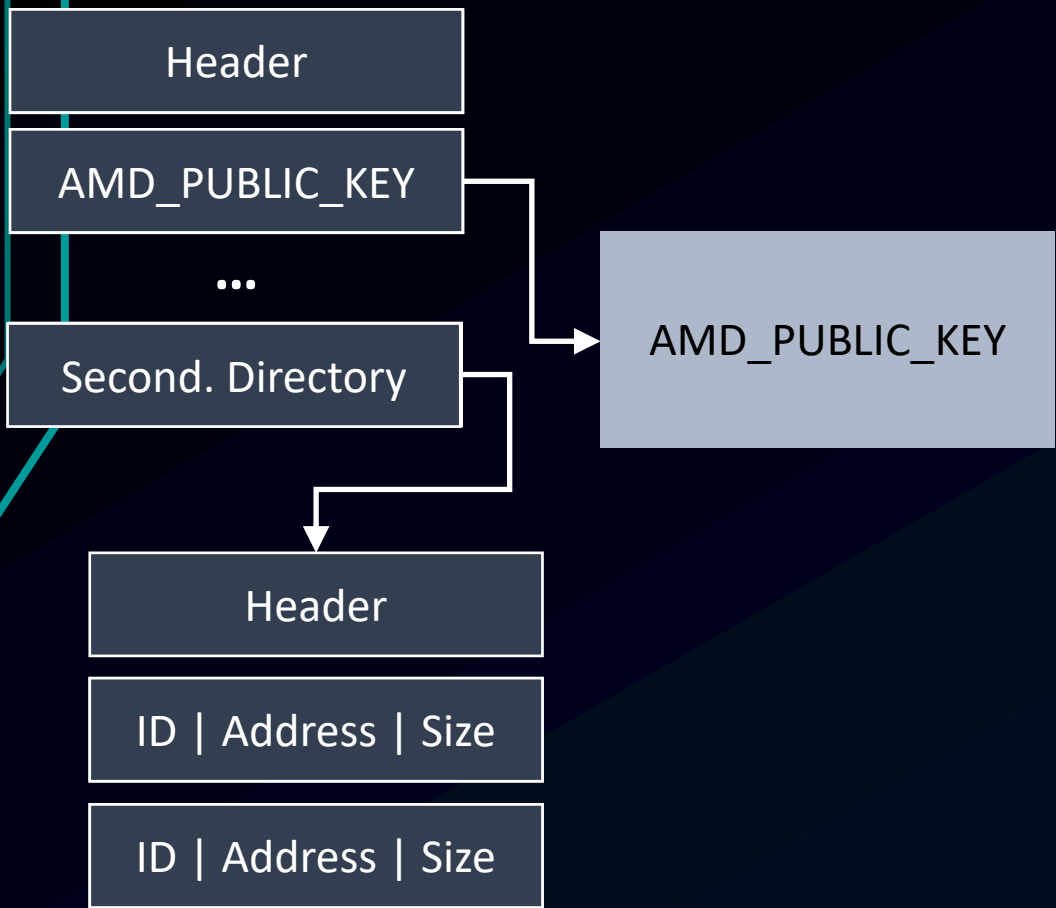 Header
AMD_PUBLIC_KEY
...
AMD_PUBLIC_KEY
Second. Directory
Header
ID | Address | Size
ID | Address | Size